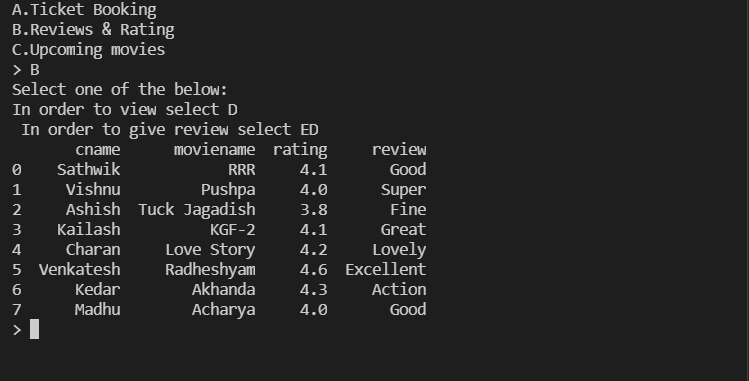 A.Ticket Booking
B.Reviews & Rating
C.Upcoming movies
> B
Select one of the below:
In order to view select D
 In order to give review select ED
       cname      moviename  rating     review
0    Sathwik            RRR     4.1       Good
1     Vishnu         Pushpa     4.0      Super
2     Ashish  Tuck Jagadish     3.8       Fine
3    Kailash          KGF-2     4.1      Great
4     Charan     Love Story     4.2     Lovely
5  Venkatesh     Radheshyam     4.6  Excellent
6      Kedar        Akhanda     4.3     Action
7      Madhu        Acharya     4.0       Good
>